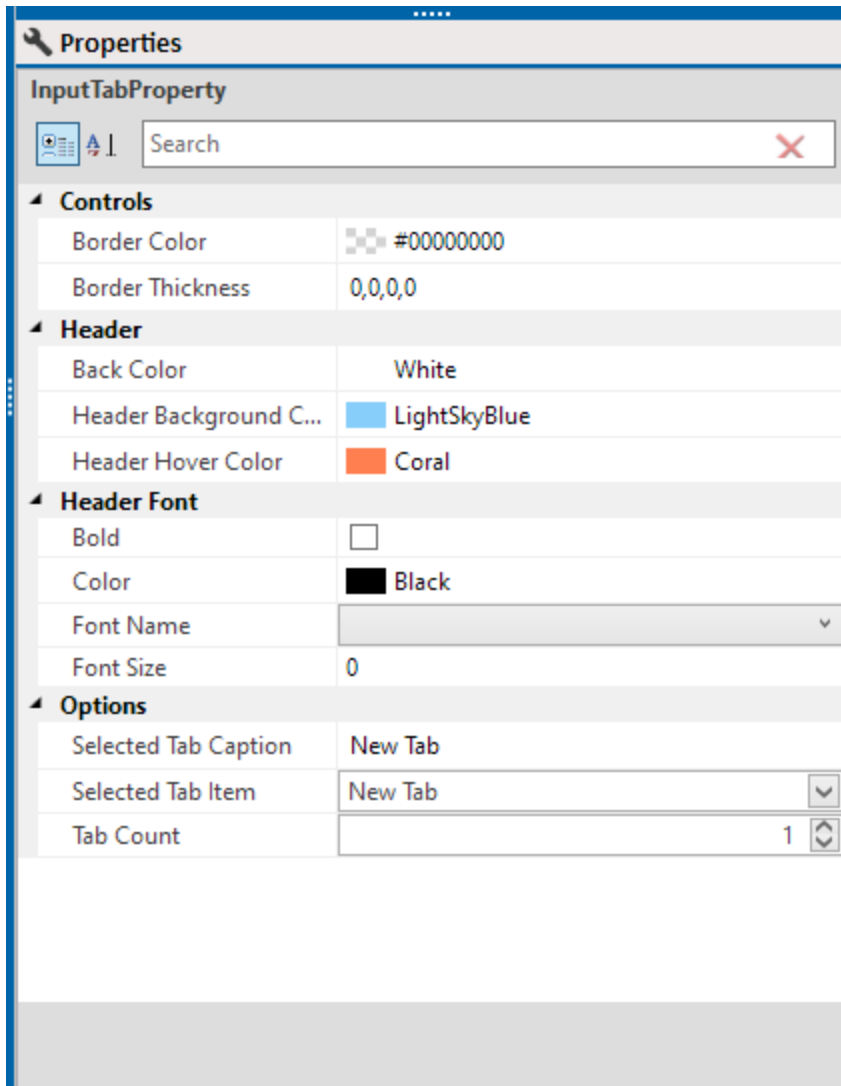 Properties
InputTabProperty
Search
Controls
Border Color #00000000
Border Thickness 0,0,0,0
Header
Back Color White
Header Background C... LightSkyBlue
Header Hover Color Coral
Header Font
Bold
Color Black
Font Name
Font Size 0
Options
Selected Tab Caption New Tab
Selected Tab Item New Tab
Tab Count 1